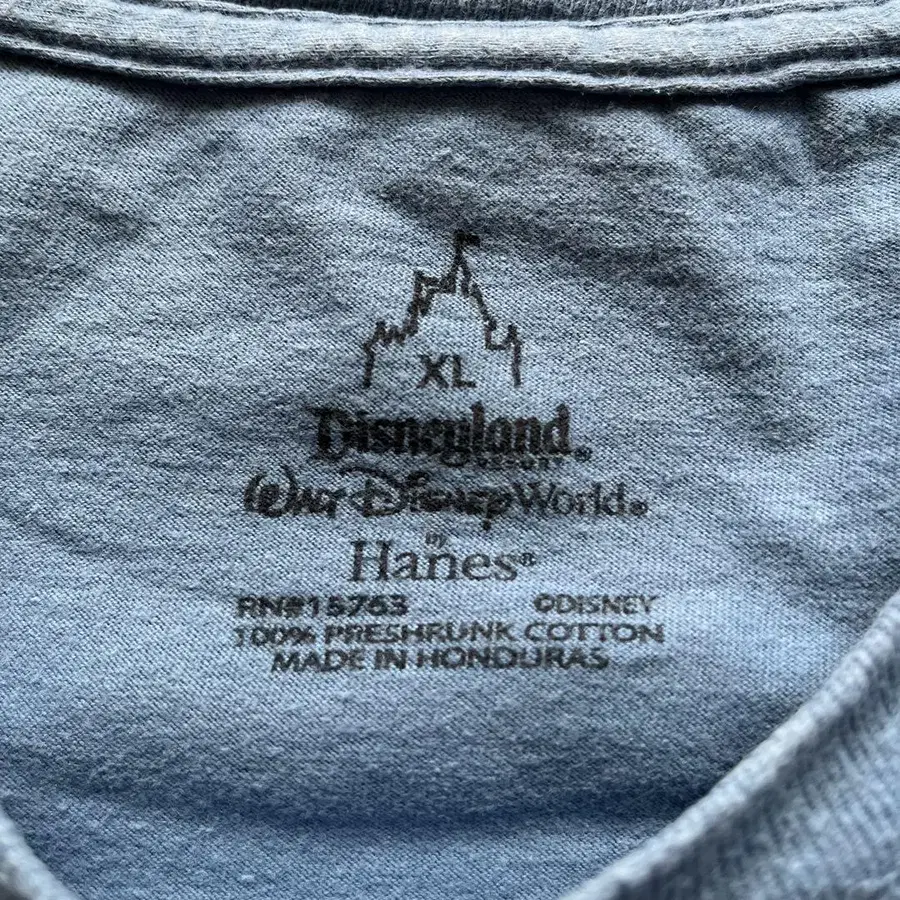 XL
Disneyland®
RESORT
Walt Disney World®
by
Hanes®
RN#15763 ©DISNEY
100% PRESHRUNK COTTON
MADE IN HONDURAS